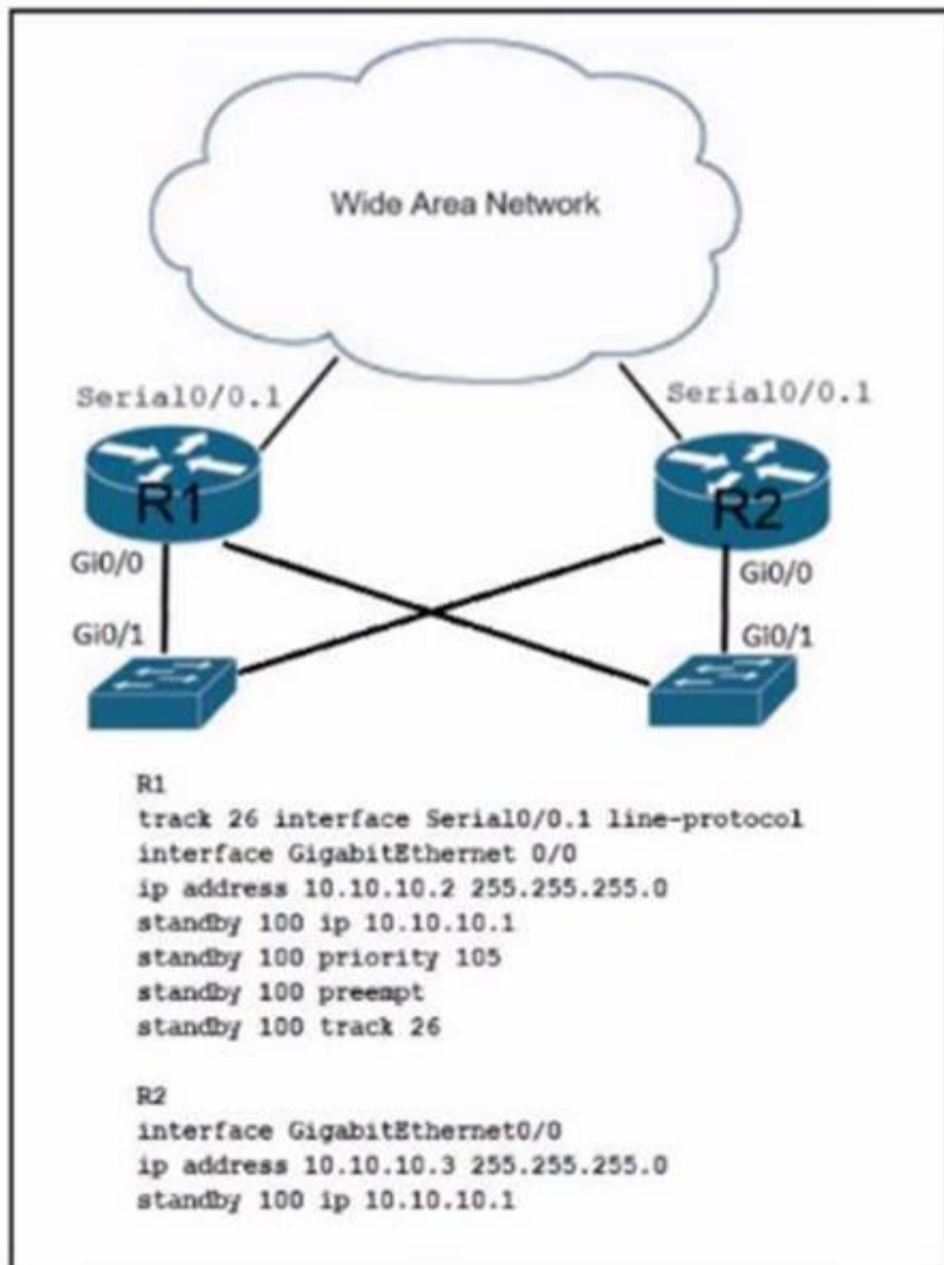 Wide Area Network
Serial0/0.1
Serial0/0.1
R1
R2
Gi0/0
Gi0/0
Gi0/1
Gi0/1
R1
track 26 interface Serial0/0.1 line-protocol
interface GigabitEthernet 0/0
ip address 10.10.10.2 255.255.255.0
standby 100 ip 10.10.10.1
standby 100 priority 105
standby 100 preempt
standby 100 track 26
R2
interface GigabitEthernet0/0
ip address 10.10.10.3 255.255.255.0
standby 100 ip 10.10.10.1